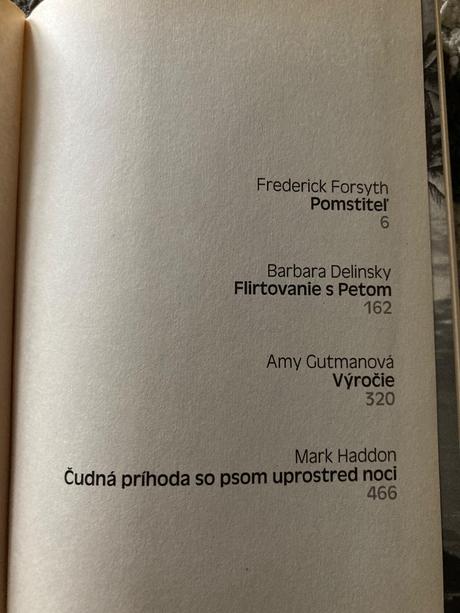 Frederick Forsyth
Pomstiteľ
6
Barbara Delinsky
Flirtovanie s Petom
162
Amy Gutmanová
Výročie
320
Mark Haddon
Čudná príhoda so psom uprostred noci
466